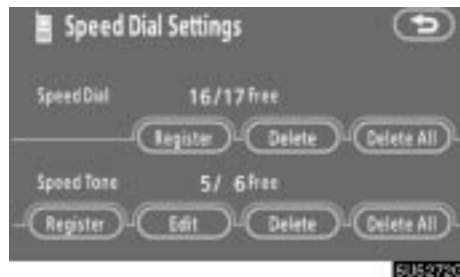 Speed Dial Settings
Speed Dial 16/17 Free
Register Delete Delete All
Speed Tone 5/ 6 Free
Register Edit Delete Delete All
5U5272G